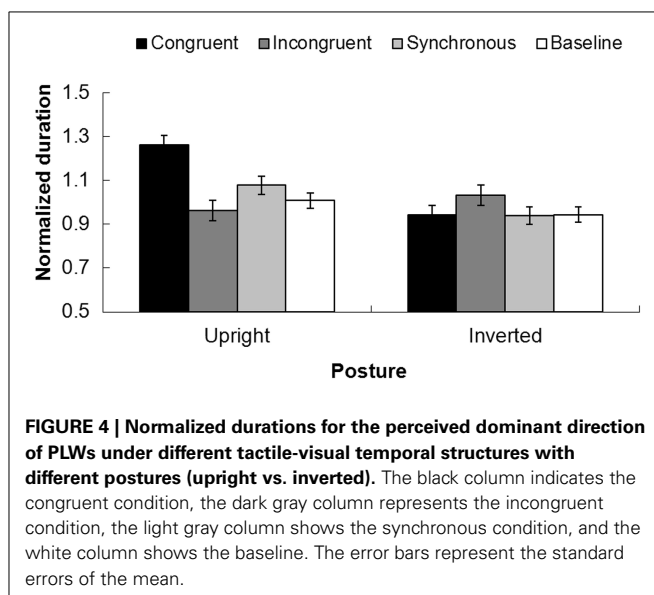 ■ Congruent ■ Incongruent ■ Synchronous □ Baseline
1.5
1.3
1.1
0.9
0.7
0.5
Normalized duration
Upright Inverted
Posture
FIGURE 4 | Normalized durations for the perceived dominant direction
of PLWs under different tactile-visual temporal structures with
different postures (upright vs. inverted). The black column indicates the
congruent condition, the dark gray column represents the incongruent
condition, the light gray column shows the synchronous condition, and the
white column shows the baseline. The error bars represent the standard
errors of the mean.